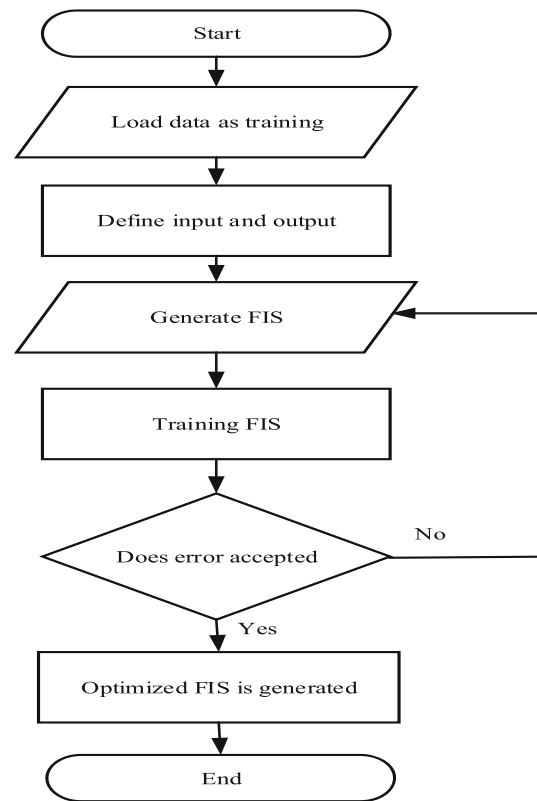 Start
Load data as training
Define input and output
Generate FIS
Training FIS
Does error accepted
No
Yes
Optimized FIS is generated
End